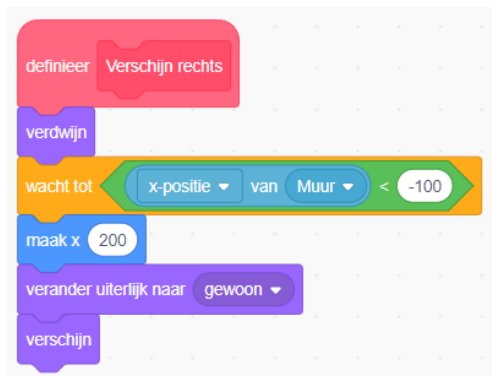 definieer Verschijn rechts
verdwijn
wacht tot x-positie van Muur < -100
maak x 200
verander uiterlijk naar gewoon
verschijn